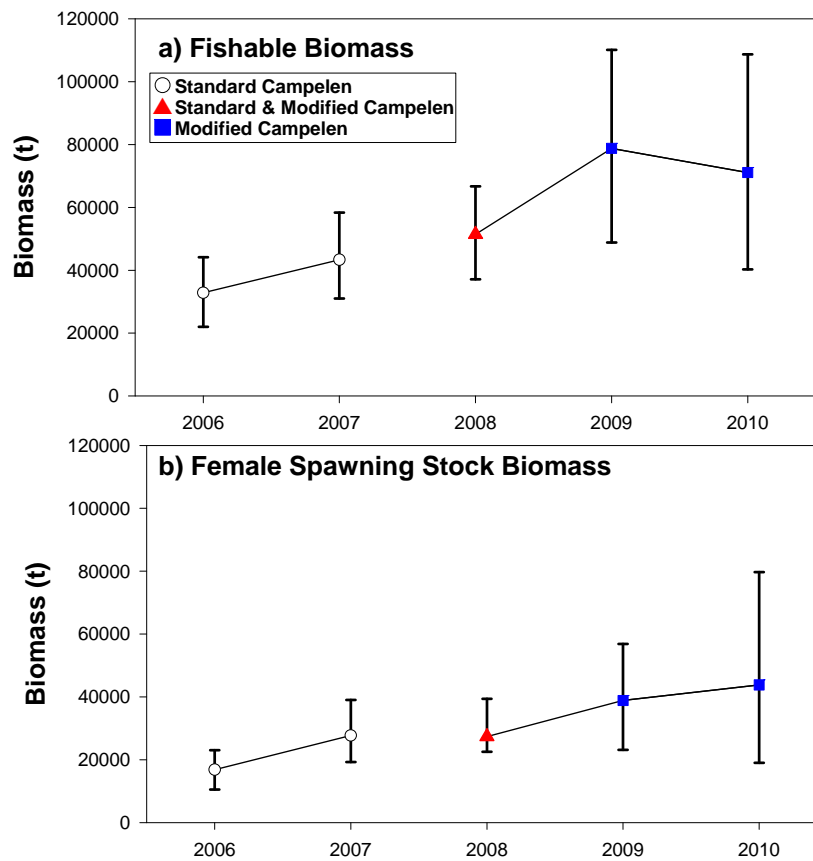 a) Fishable Biomass
Standard Campelen
Standard & Modified Campelen
Modified Campelen
Biomass (t)
120000
100000
80000
60000
40000
20000
0
2006 2007 2008 2009 2010
b) Female Spawning Stock Biomass
Biomass (t)
120000
100000
80000
60000
40000
20000
0
2006 2007 2008 2009 2010